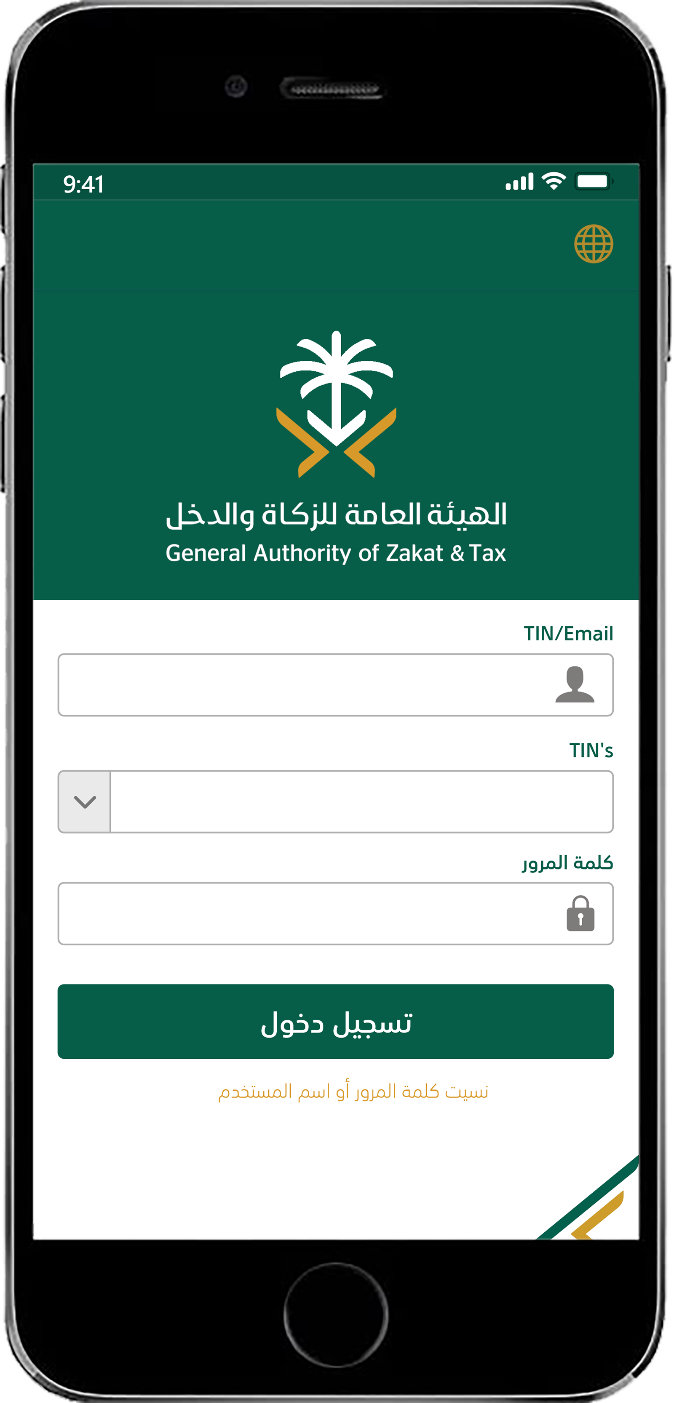 9:41
الهيئة العامة للزكاة والدخل
General Authority of Zakat & Tax
TIN/Email
TIN's
كلمة المرور
تسجيل دخول
نسيت كلمة المرور أو اسم المستخدم